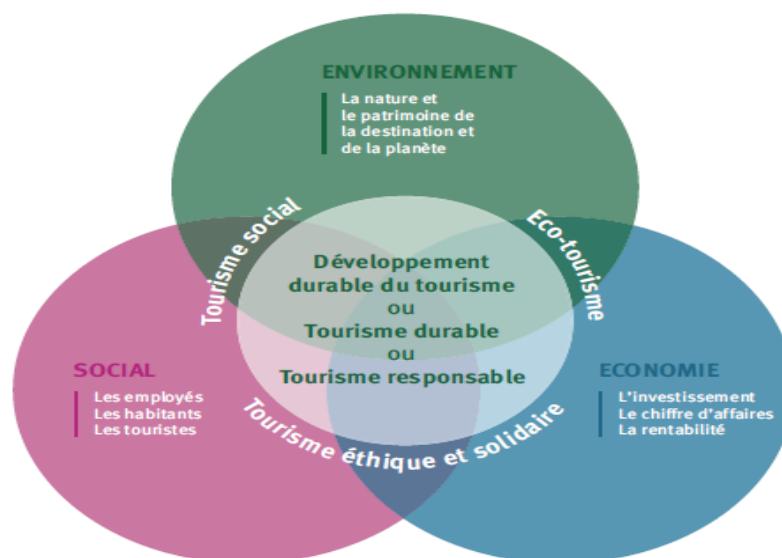 ENVIRONNEMENT
La nature et
le patrimoine de
la destination et
de la planète
Tourisme social
Eco-tourisme
Développement
durable du tourisme
ou
Tourisme durable
ou
Tourisme responsable
SOCIAL
Les employés
Les habitants
Les touristes
ECONOMIE
L'investissement
Le chiffre d'affaires
La rentabilité
Tourisme éthique et solidaire